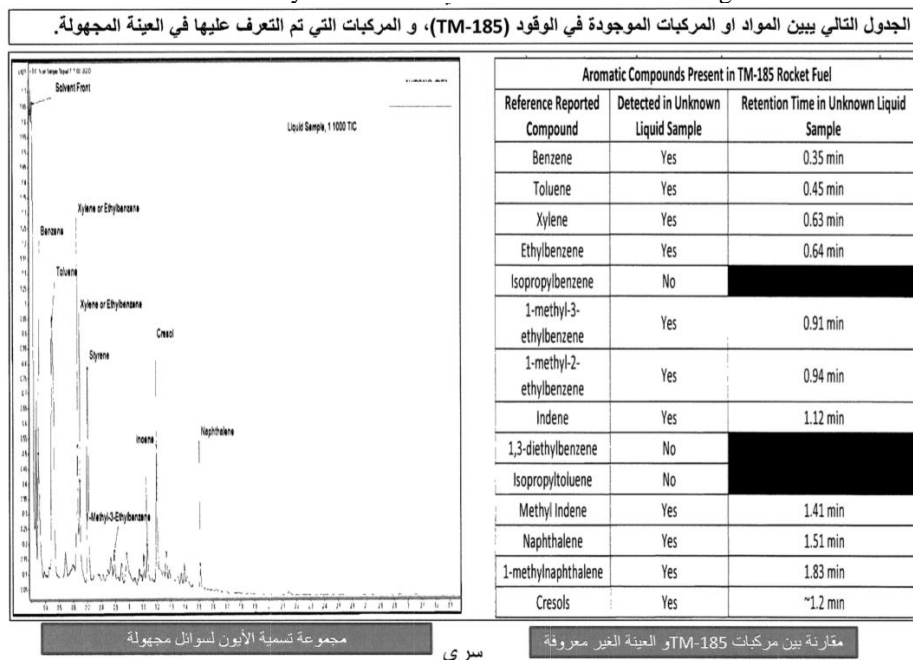 الجدول التالي يبين المواد او المركبات الموجودة في الوقود (TM-185)، و المركبات التي تم التعرف عليها في العينة المجهولة.
Solvent Front
Liquid Sample, 1 1000 TIC
Xylene or Ethylbenzene
Benzene
Toluene
Xylene or Ethylbenzene
Styrene
Cresol
Indene
Naphthalene
-Methyl-3-Ethylbenzene
Aromatic Compounds Present in TM-185 Rocket Fuel
Reference Reported Compound Detected in Unknown Liquid Sample Retention Time in Unknown Liquid Sample
Benzene Yes 0.35 min
Toluene Yes 0.45 min
Xylene Yes 0.63 min
Ethylbenzene Yes 0.64 min
Isopropylbenzene No
1-methyl-3-ethylbenzene Yes 0.91 min
1-methyl-2-ethylbenzene Yes 0.94 min
Indene Yes 1.12 min
1,3-diethylbenzene No
Isopropyltoluene No
Methyl Indene Yes 1.41 min
Naphthalene Yes 1.51 min
1-methylnaphthalene Yes 1.83 min
Cresols Yes ~1.2 min
مجموعة تسمية الأيون لسوائل مجهولة
مقارنة بين مركبات TM-185و العينة الغير معروفة
سري